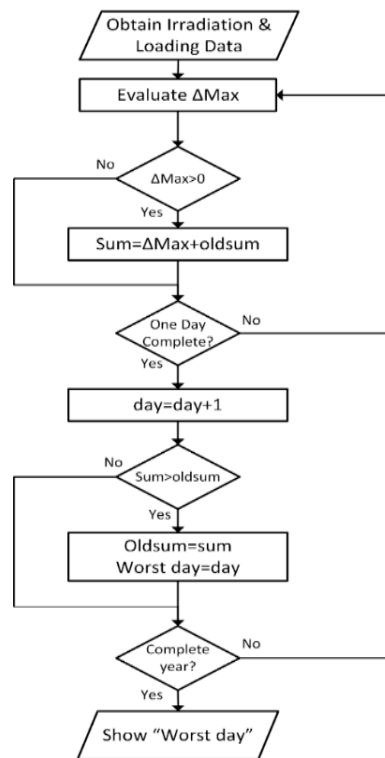 Obtain Irradiation &
Loading Data
Evaluate ΔMax
No
ΔMax>0
Yes
Sum=ΔMax+oldsum
One Day
Complete?
No
Yes
day=day+1
No
Sum>oldsum
Yes
Oldsum=sum
Worst day=day
Complete
year?
No
Yes
Show “Worst day”